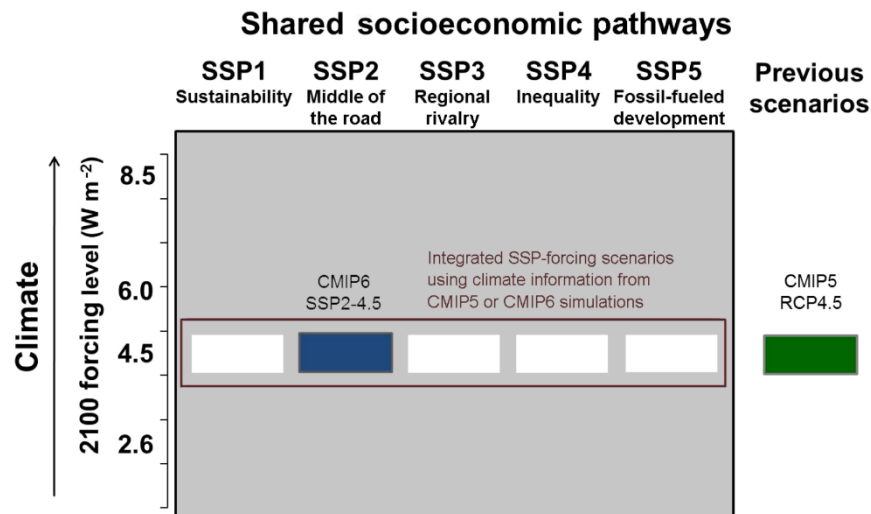 Shared socioeconomic pathways
SSP1
Sustainability
SSP2
Middle of
the road
SSP3
Regional
rivalry
SSP4
Inequality
SSP5
Fossil-fueled
development
Previous
scenarios
Climate
2100 forcing level (W m⁻²)
8.5
6.0
4.5
2.6
CMIP6
SSP2-4.5
Integrated SSP-forcing scenarios
using climate information from
CMIP5 or CMIP6 simulations
CMIP5
RCP4.5